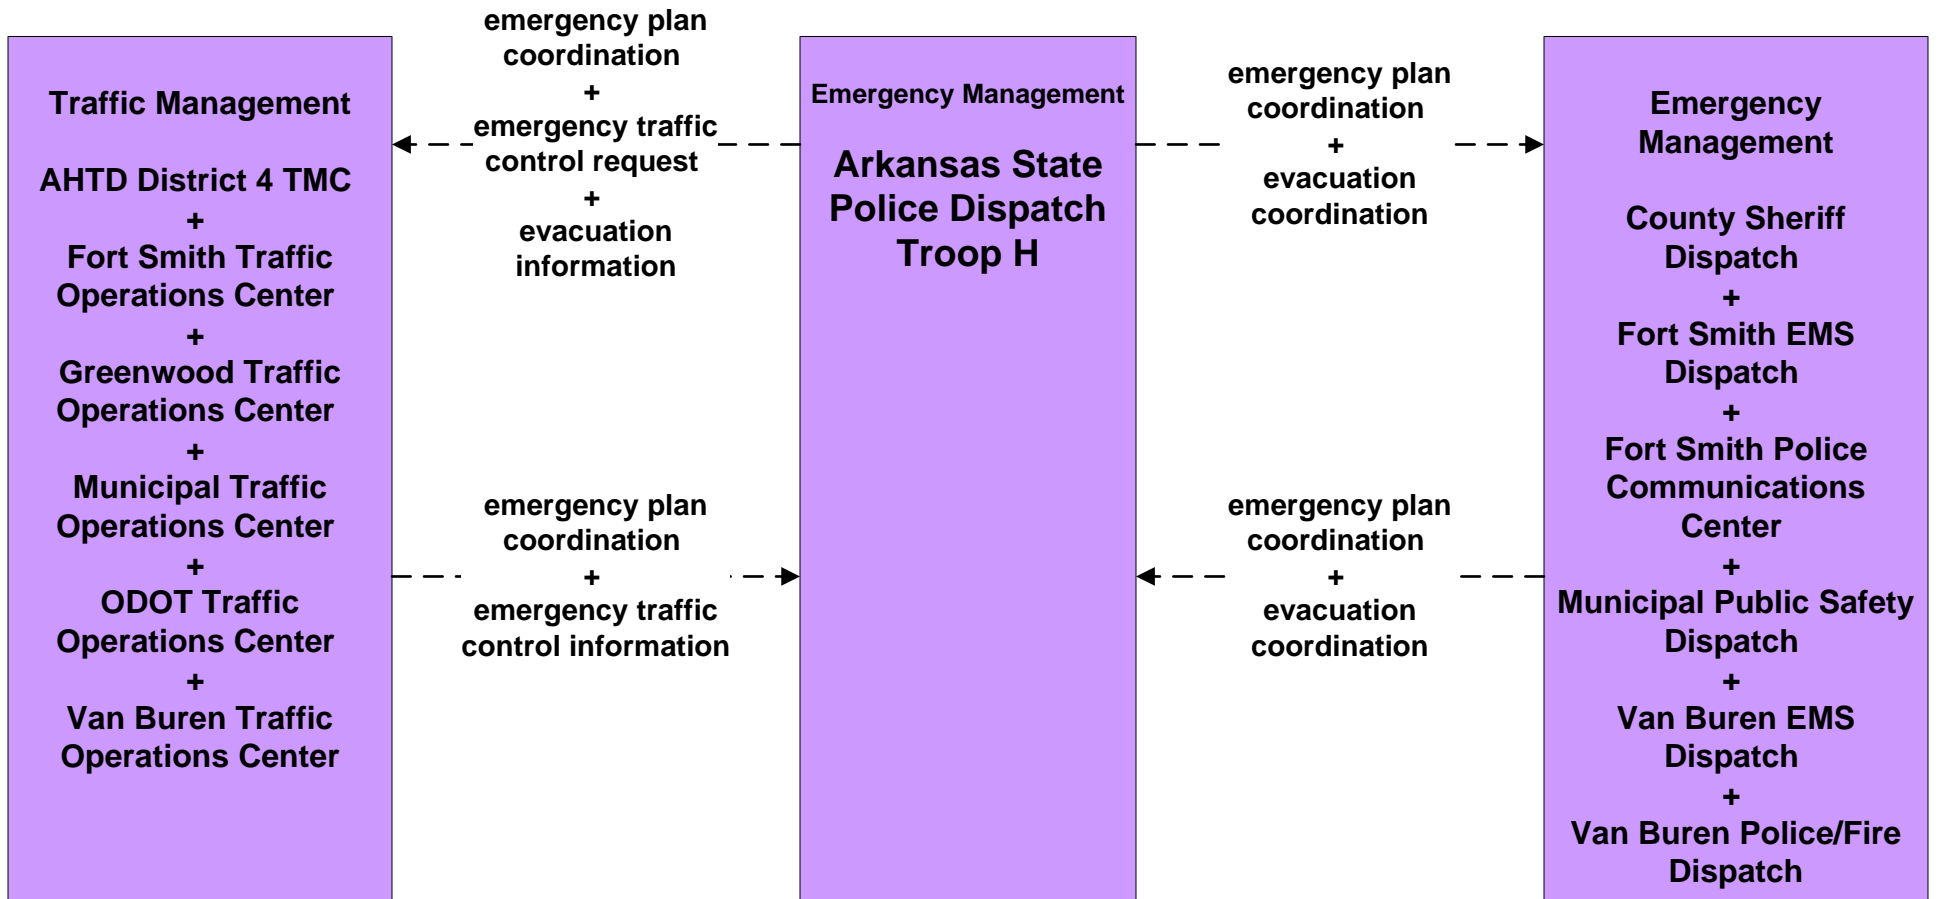 Traffic Management
AHTD District 4 TMC
+
Fort Smith Traffic
Operations Center
+
Greenwood Traffic
Operations Center
+
Municipal Traffic
Operations Center
+
ODOT Traffic
Operations Center
+
Van Buren Traffic
Operations Center
emergency plan
coordination
+
emergency traffic
control request
+
evacuation
information
emergency plan
coordination
+
emergency traffic
control information
Emergency Management
Arkansas State
Police Dispatch
Troop H
emergency plan
coordination
+
evacuation
coordination
emergency plan
coordination
+
evacuation
coordination
Emergency
Management
County Sheriff
Dispatch
+
Fort Smith EMS
Dispatch
+
Fort Smith Police
Communications
Center
+
Municipal Public Safety
Dispatch
+
Van Buren EMS
Dispatch
+
Van Buren Police/Fire
Dispatch